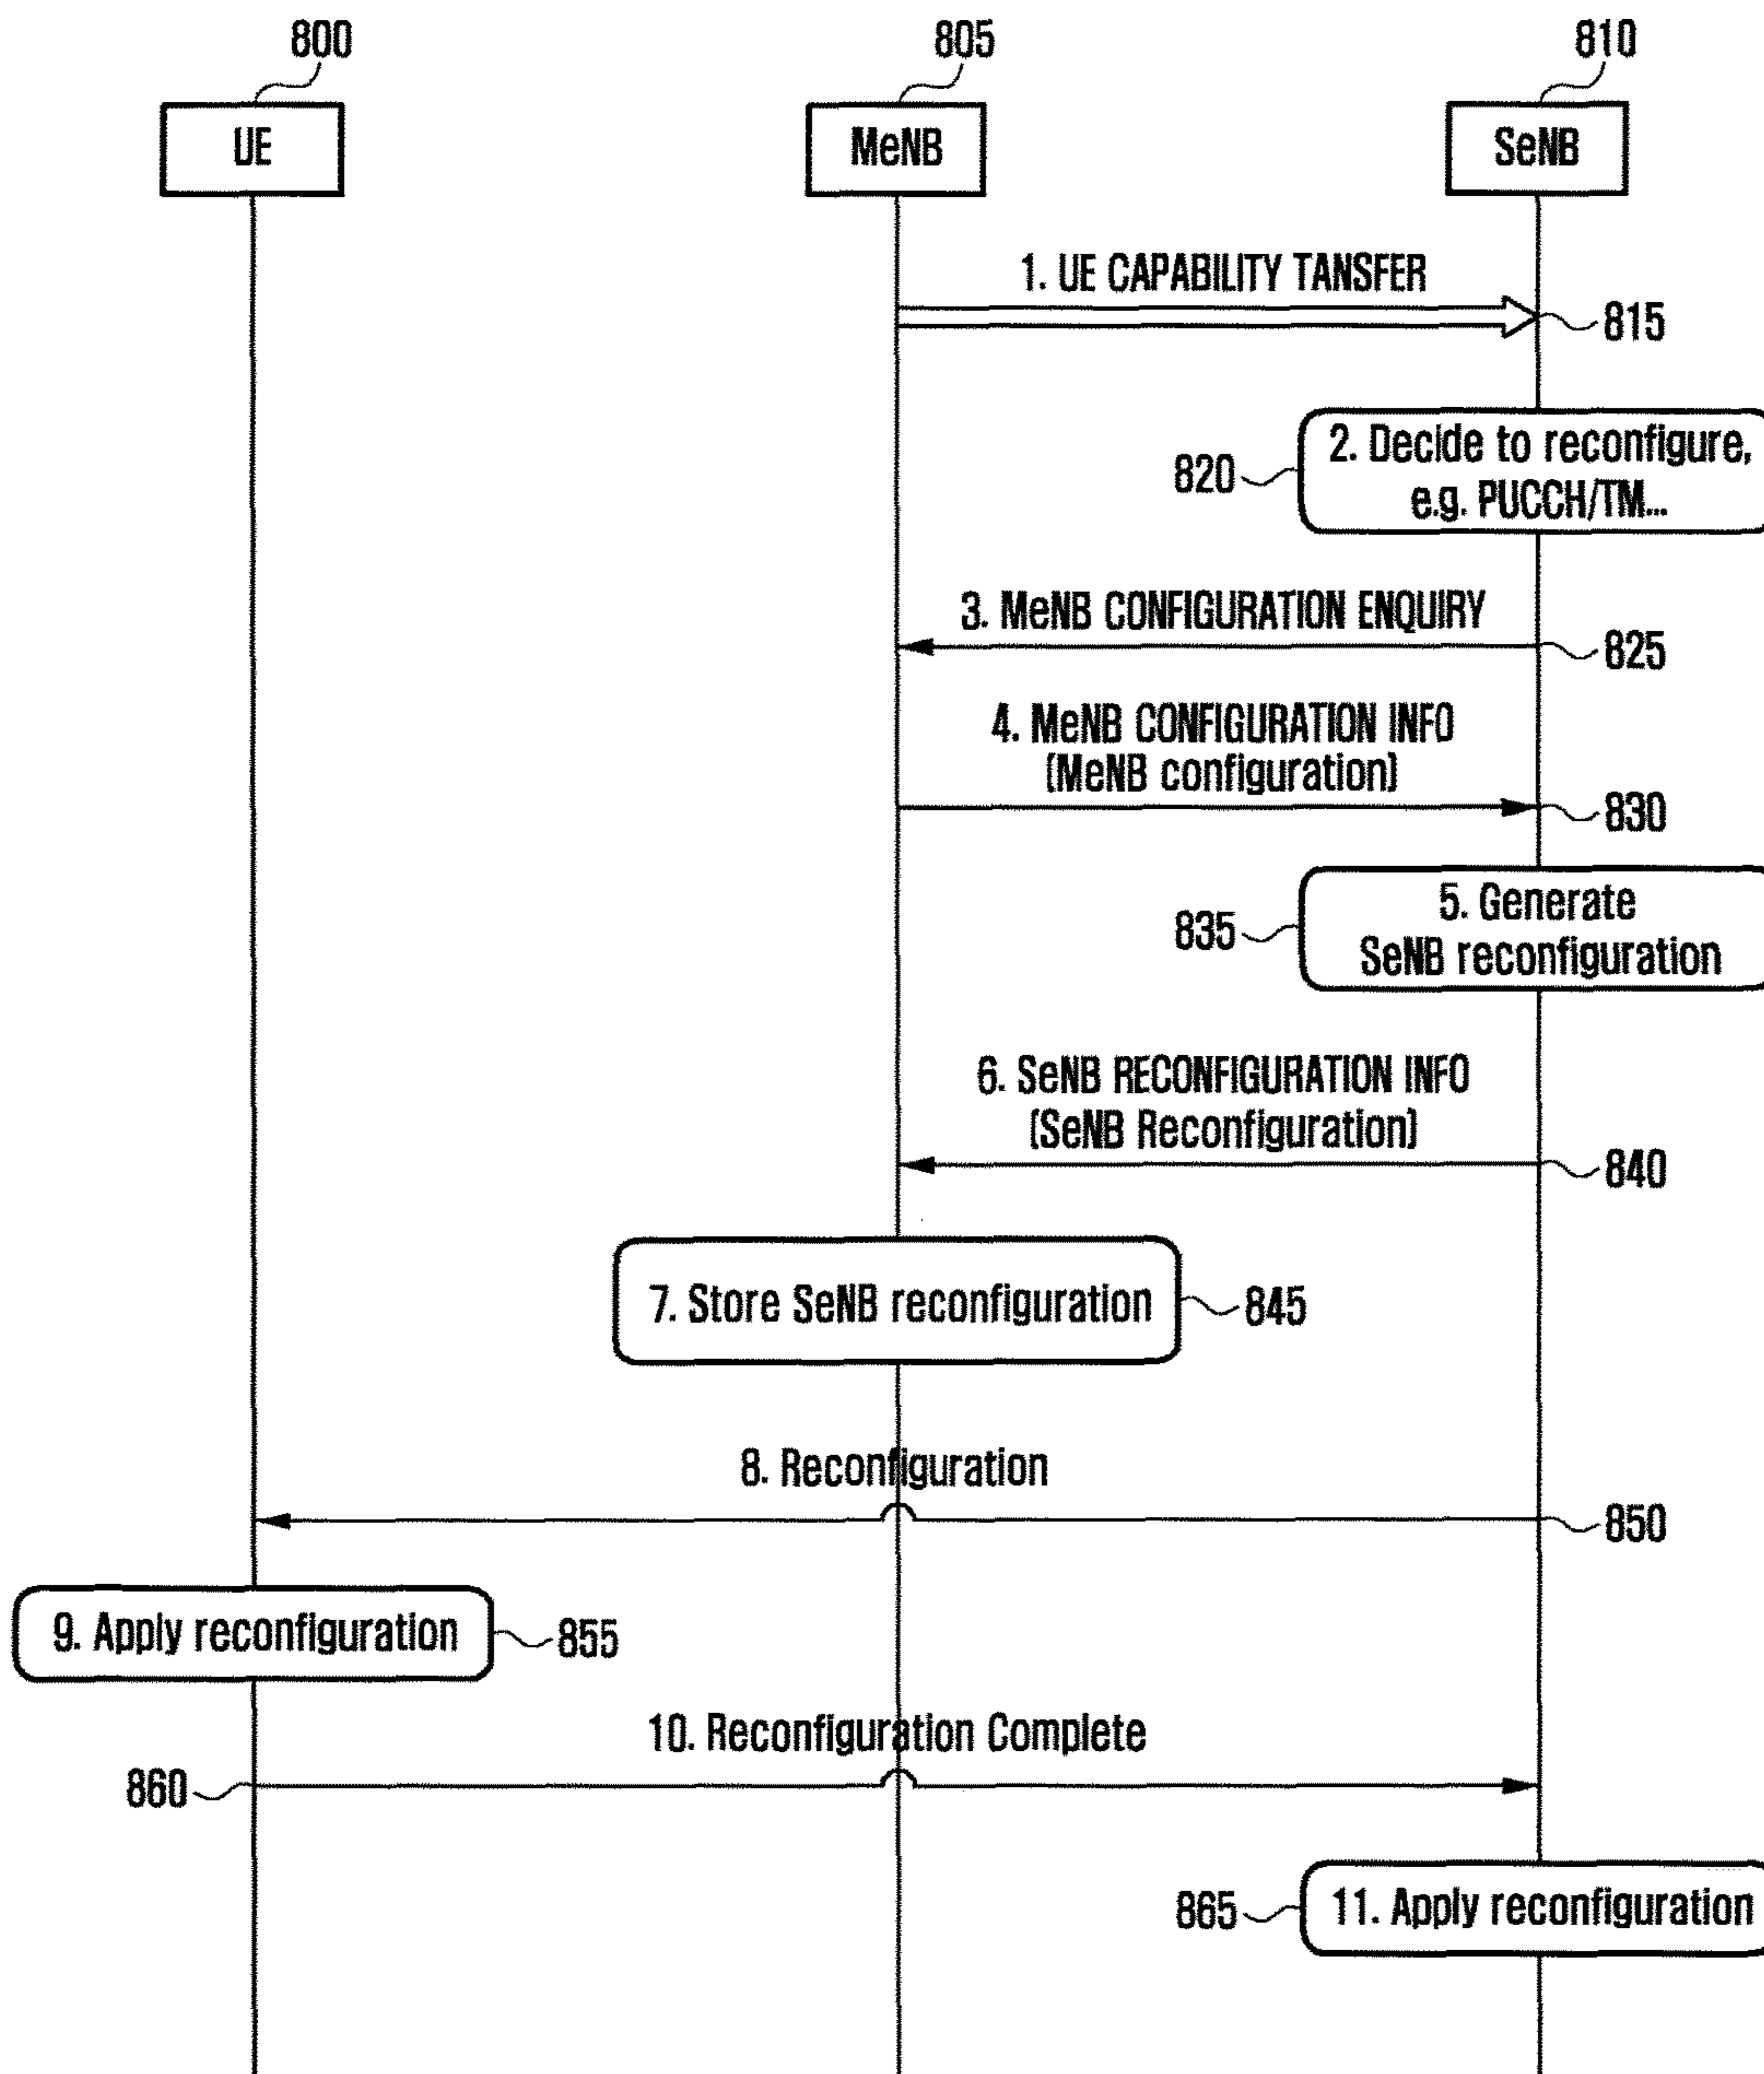 800
805
810
UE
MeNB
SeNB
1. UE CAPABILITY TANSFER
815
2. Decide to reconfigure,
e.g. PUCCH/TM...
820
3. MeNB CONFIGURATION ENQUIRY
825
4. MeNB CONFIGURATION INFO
(MeNB configuration)
830
5. Generate
SeNB reconfiguration
835
6. SeNB RECONFIGURATION INFO
(SeNB Reconfiguration)
840
7. Store SeNB reconfiguration
845
8. Reconfiguration
850
9. Apply reconfiguration
855
10. Reconfiguration Complete
860
865
11. Apply reconfiguration